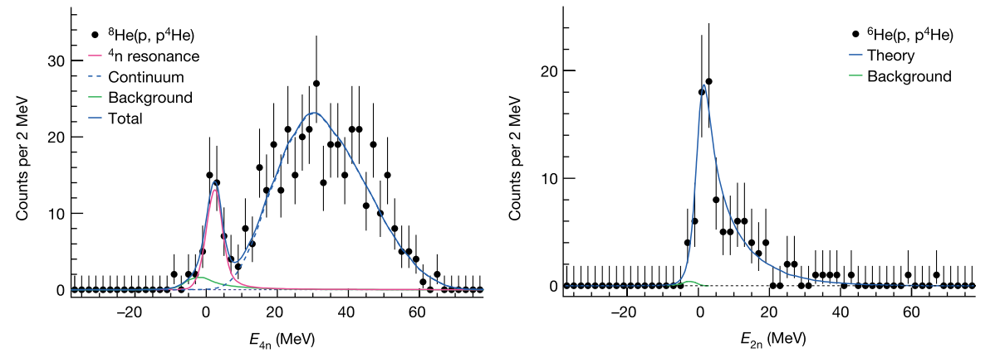 ⁸He(p, p⁴He)
⁴n resonance
Continuum
Background
Total
Counts per 2 MeV
30
20
10
0
−20
0
20
40
60
E₄ₙ (MeV)
⁶He(p, p⁴He)
Theory
Background
Counts per 2 MeV
20
10
0
−20
0
20
40
60
E₂ₙ (MeV)